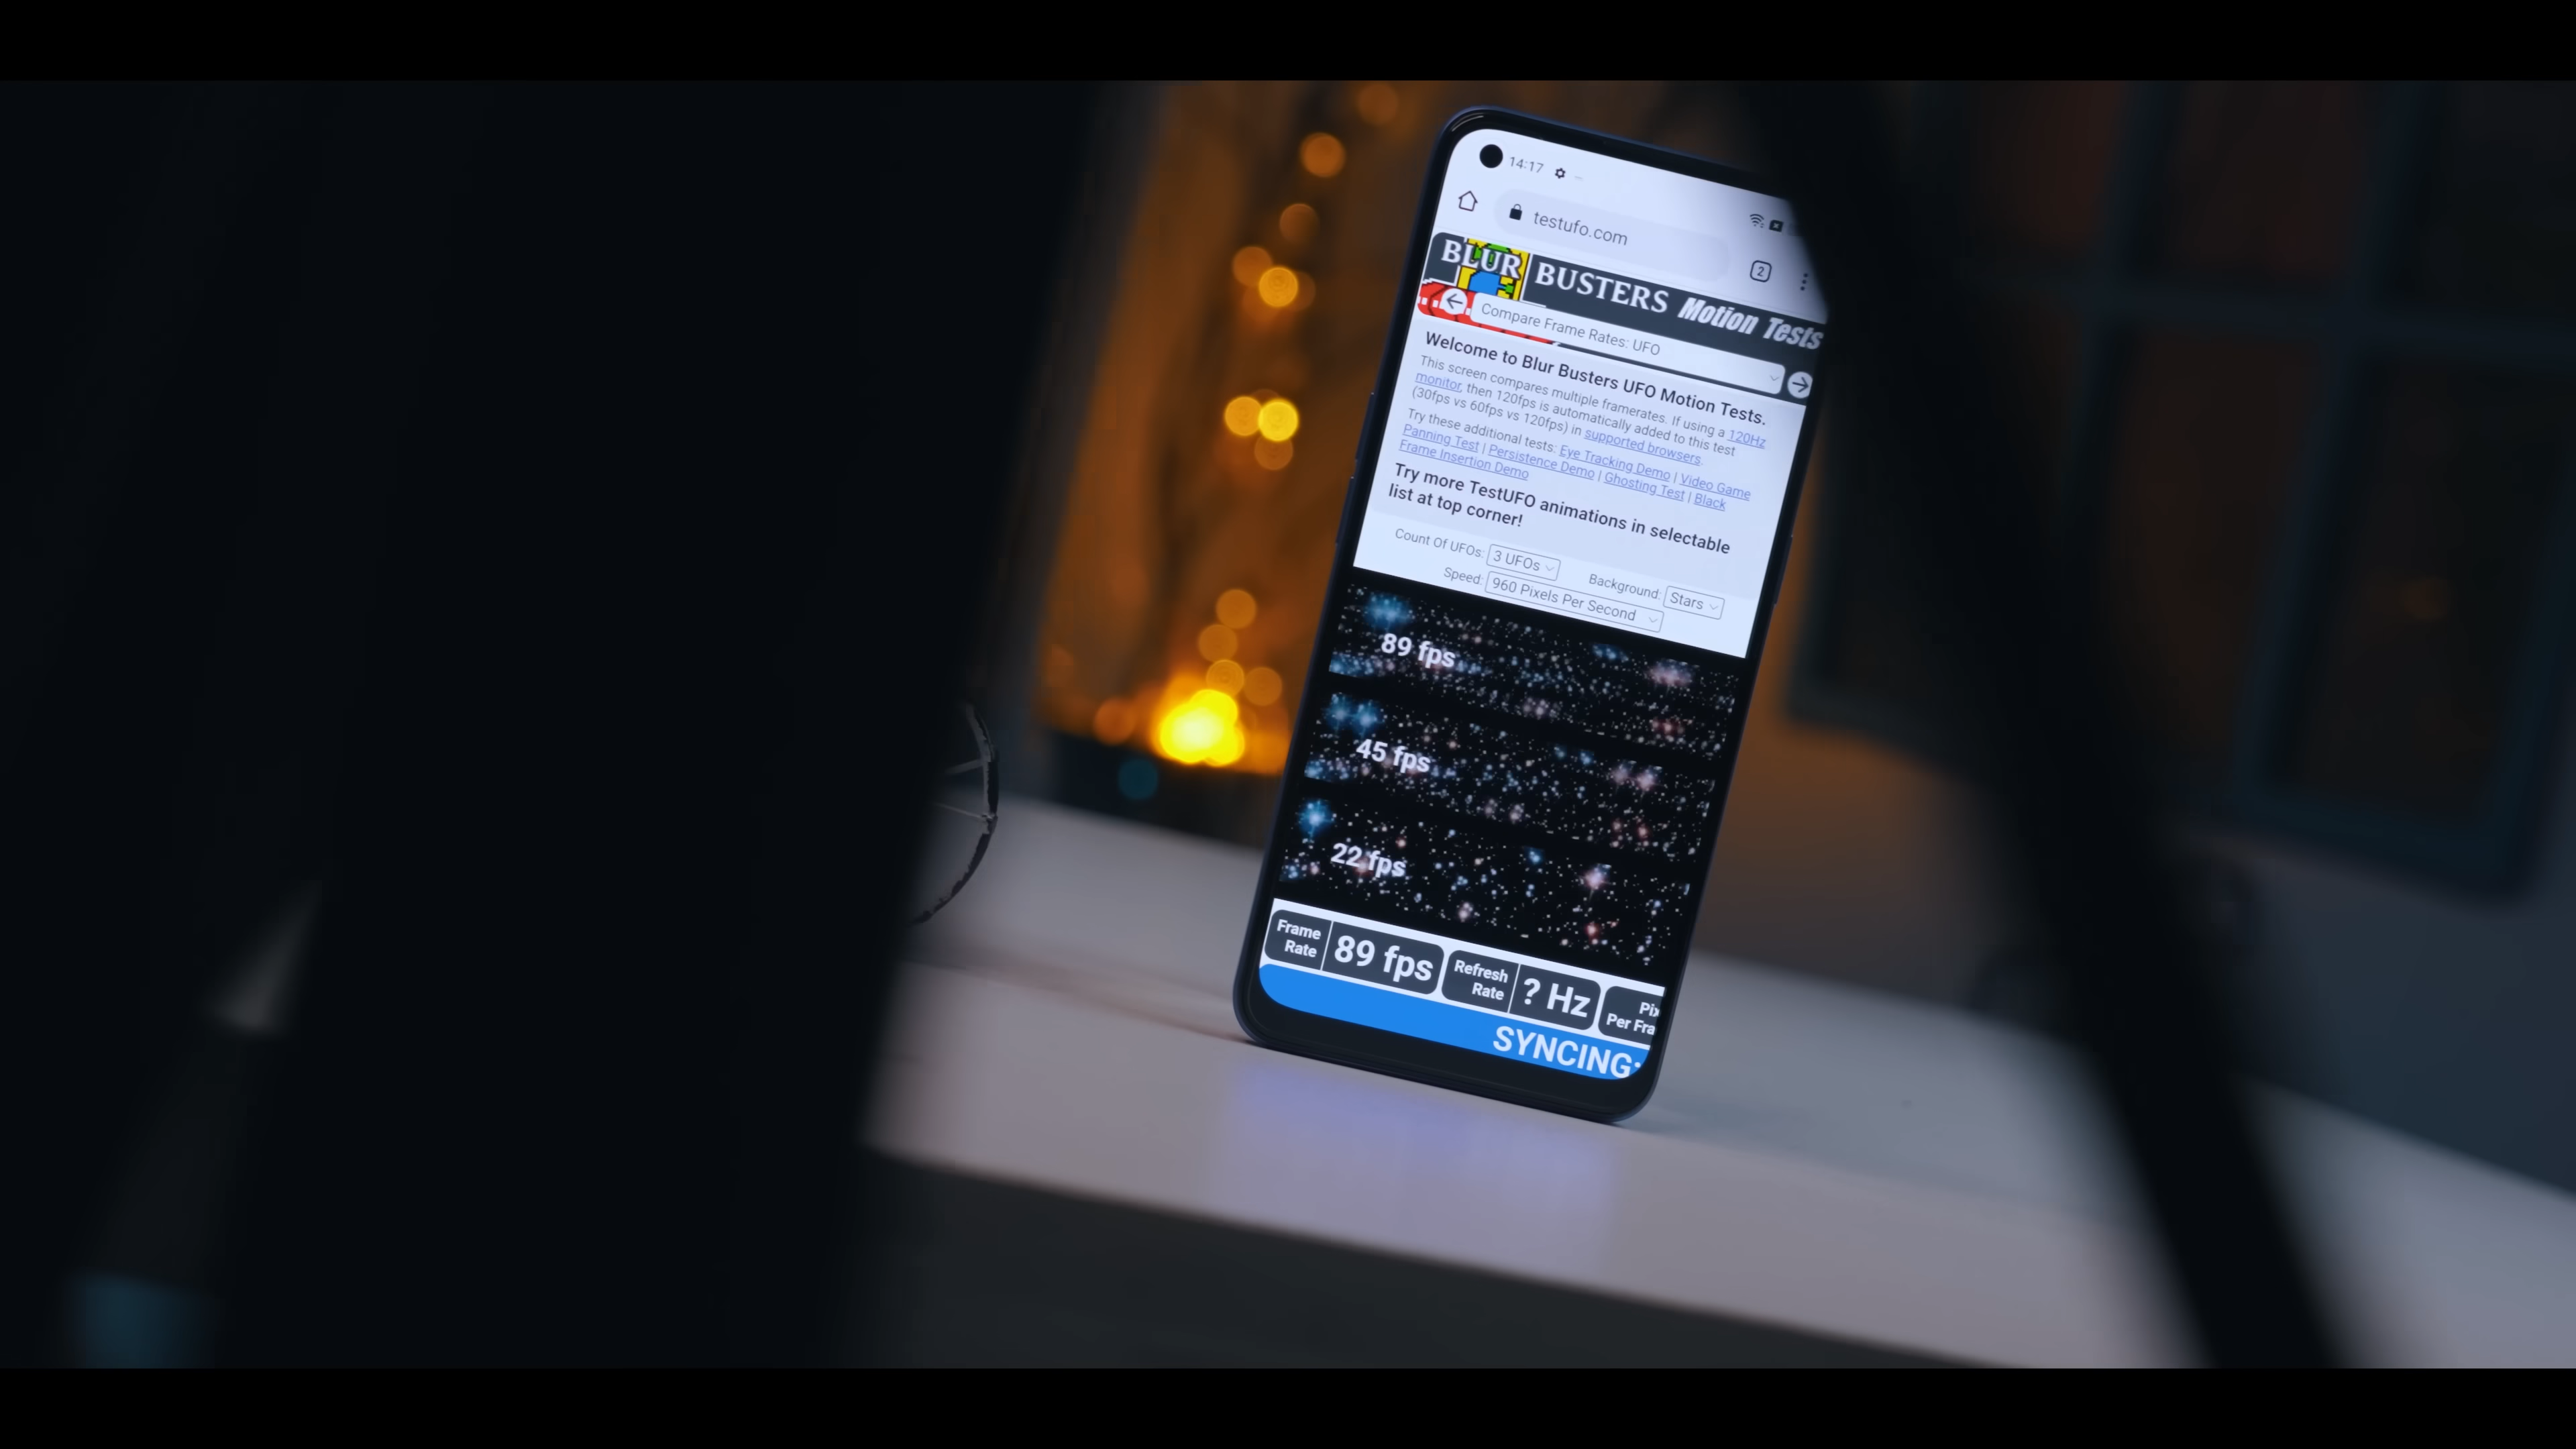 14:17
testufo.com
2
BLUR BUSTERS Motion Tests
Compare Frame Rates: UFO
Welcome to Blur Busters UFO Motion Tests.
This screen compares multiple framerates. If using a 120Hz
monitor, then 120fps is automatically added to this test
(30fps vs 60fps vs 120fps) in supported browsers.
Try these additional tests: Eye Tracking Demo | Video Game
Panning Test | Persistence Demo | Ghosting Test | Black
Frame Insertion Demo
Try more TestUFO animations in selectable
list at top corner!
Count Of UFOs: 3 UFOs Background: Stars
Speed: 960 Pixels Per Second
89 fps
45 fps
22 fps
Frame Rate 89 fps Refresh Rate ? Hz Pix
Per Fra
SYNCING: